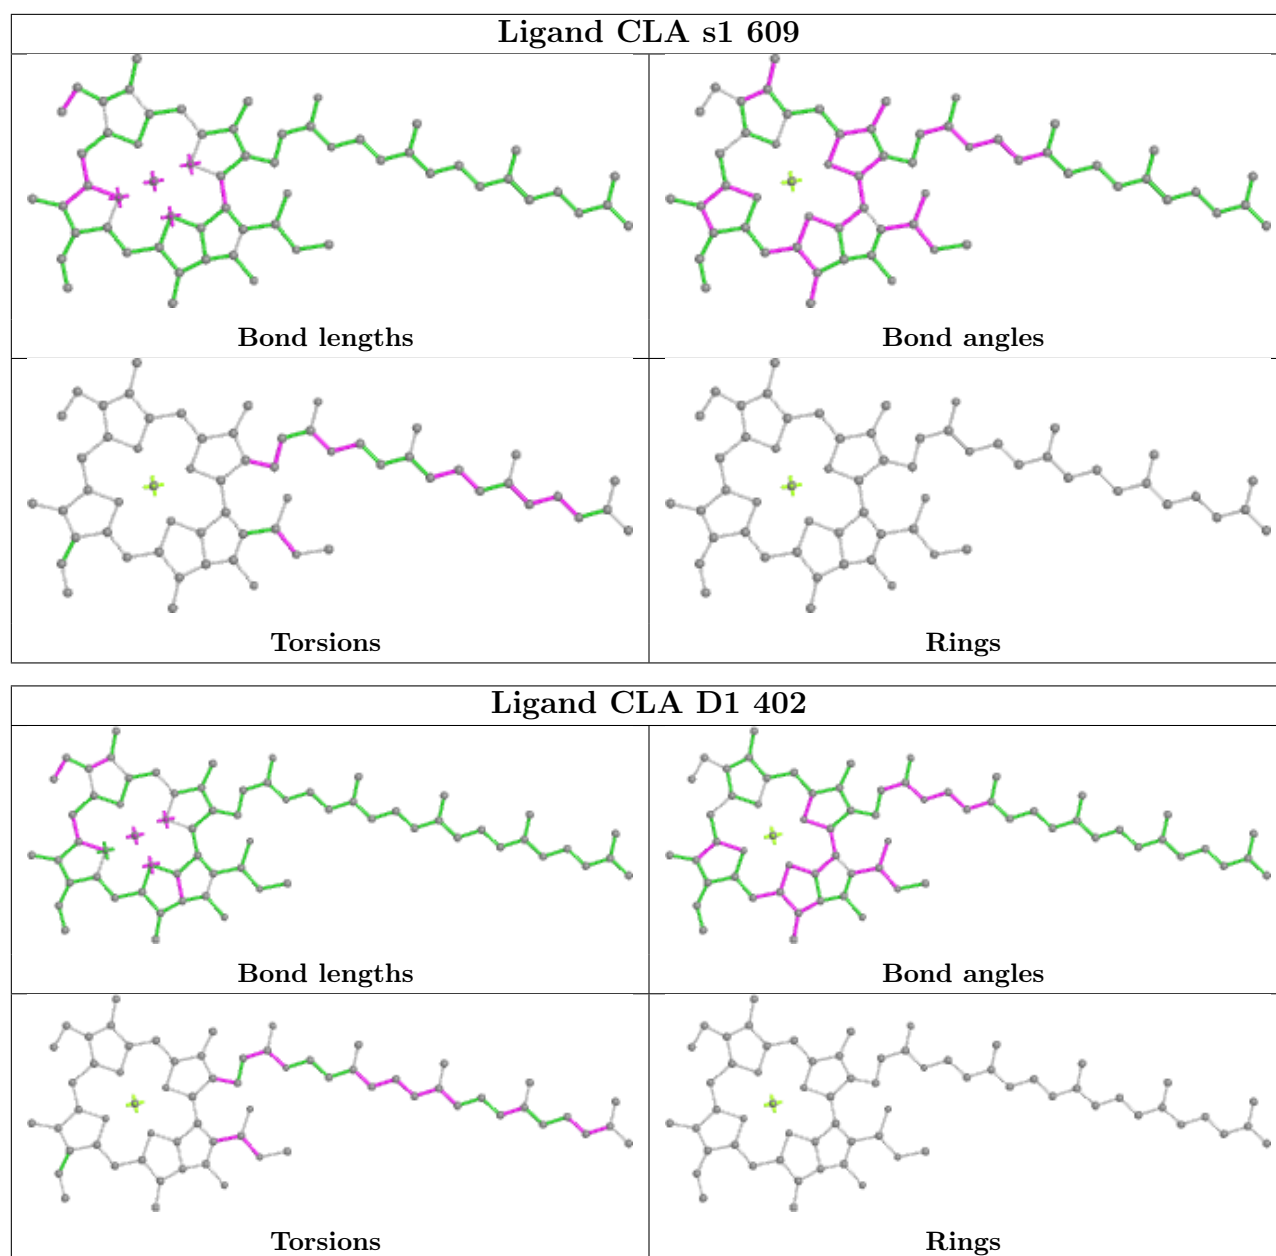 Ligand CLA s1 609
Bond lengths
Bond angles
Torsions
Rings
Ligand CLA D1 402
Bond lengths
Bond angles
Torsions
Rings